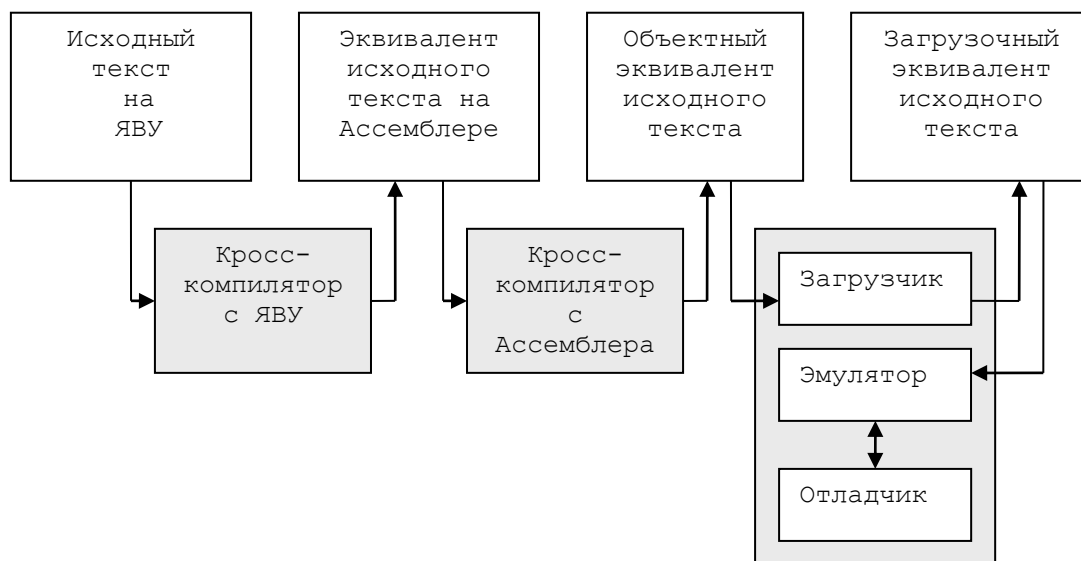 Исходный
текст
на
ЯВУ
Эквивалент
исходного
текста на
Ассемблере
Объектный
эквивалент
исходного
текста
Загрузочный
эквивалент
исходного
текста
Кросс-
компилятор
с ЯВУ
Кросс-
компилятор
с
Ассемблера
Загрузчик
Эмулятор
Отладчик